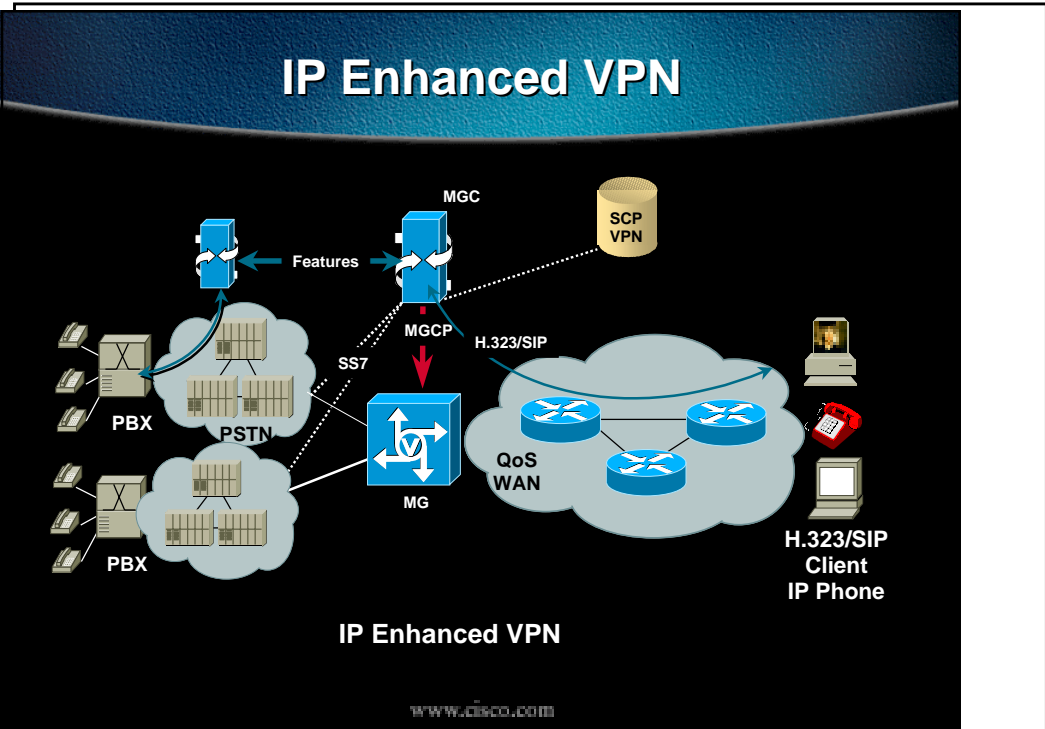 IP Enhanced VPN
MGC
SCP
VPN
Features
MGCP
H.323/SIP
SS7
PBX
PSTN
V
QoS
WAN
MG
PBX
H.323/SIP
Client
IP Phone
IP Enhanced VPN
www.cisco.com